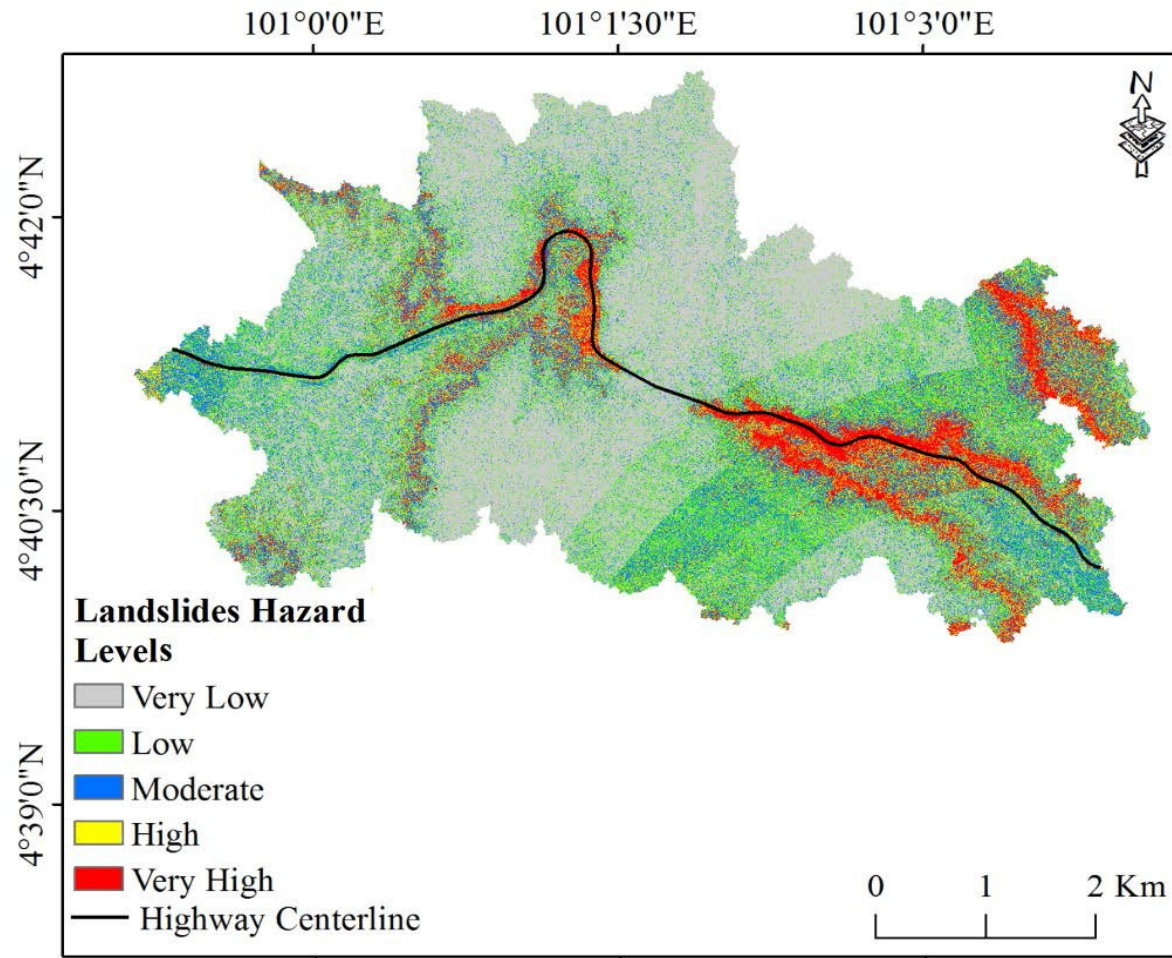 101°0'0"E 101°1'30"E 101°3'0"E
N
4°42'0"N
4°40'30"N
4°39'0"N
Landslides Hazard
Levels
Very Low
Low
Moderate
High
Very High
Highway Centerline
0 1 2 Km